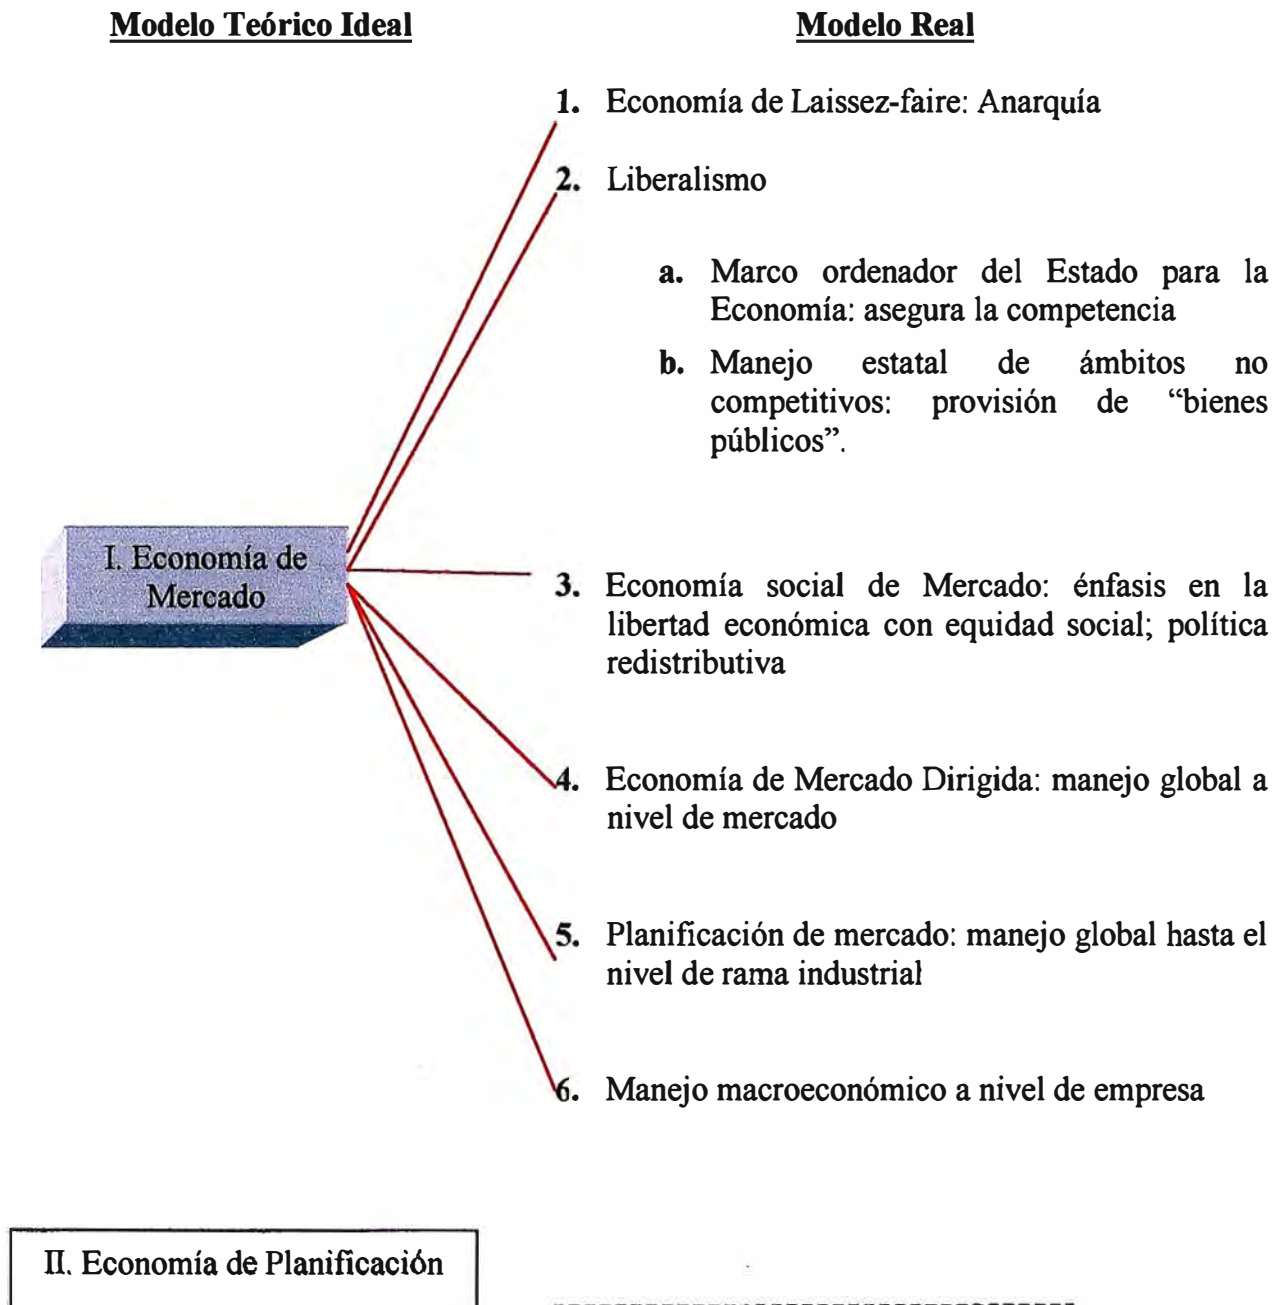 Modelo Teórico Ideal
Modelo Real
1. Economía de Laissez-faire: Anarquía
2. Liberalismo
a. Marco ordenador del Estado para la
Economía: asegura la competencia
b. Manejo estatal de ámbitos no
competitivos: provisión de “bienes
públicos”.
I. Economía de
Mercado
3. Economía social de Mercado: énfasis en la
libertad económica con equidad social; política
redistributiva
4. Economía de Mercado Dirigida: manejo global a
nivel de mercado
5. Planificación de mercado: manejo global hasta el
nivel de rama industrial
6. Manejo macroeconómico a nivel de empresa
II. Economía de Planificación